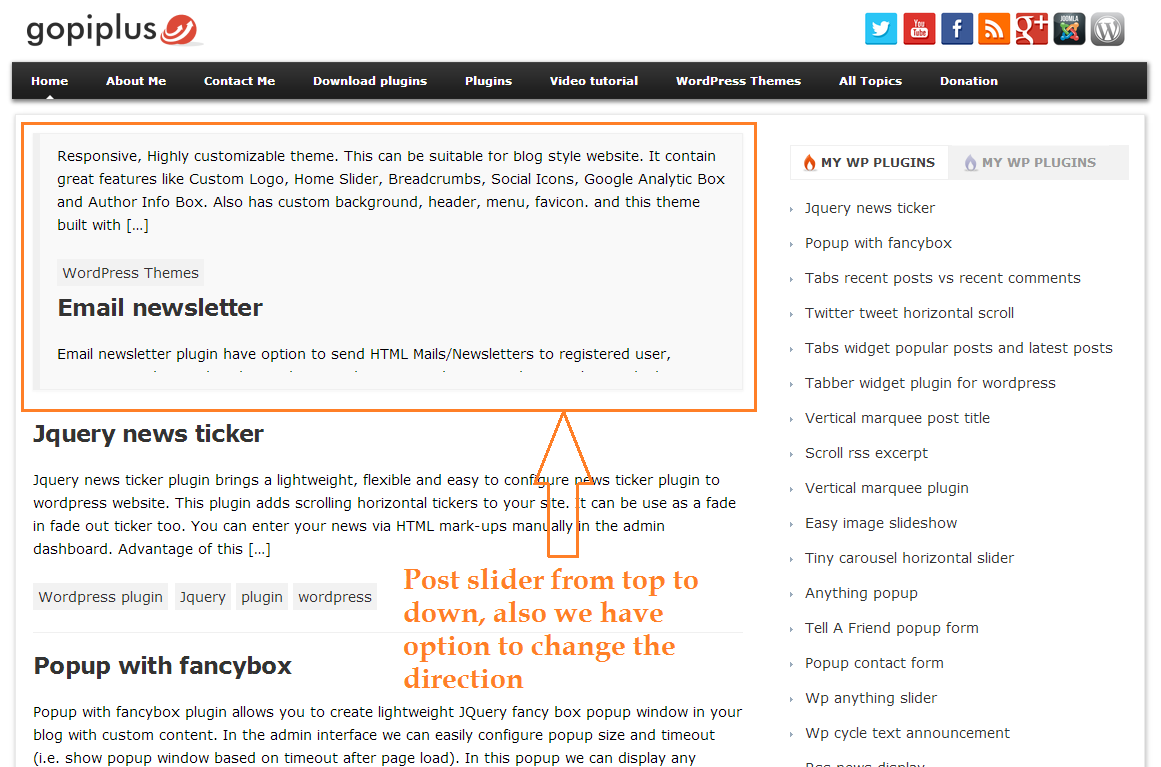 gopiplus
You
Tube
JOOMLA
Home About Me Contact Me Download plugins Plugins Video tutorial WordPress Themes All Topics Donation
Responsive, Highly customizable theme. This can be suitable for blog style website. It contain
great features like Custom Logo, Home Slider, Breadcrumbs, Social Icons, Google Analytic Box
and Author Info Box. Also has custom background, header, menu, favicon. and this theme
built with […]
WordPress Themes
Email newsletter
Email newsletter plugin have option to send HTML Mails/Newsletters to registered user,
Jquery news ticker
Jquery news ticker plugin brings a lightweight, flexible and easy to configure news ticker plugin to
wordpress website. This plugin adds scrolling horizontal tickers to your site. It can be use as a fade
in fade out ticker too. You can enter your news via HTML mark-ups manually in the admin
dashboard. Advantage of this […]
Wordpress plugin Jquery plugin wordpress
Post slider from top to
down, also we have
option to change the
direction
Popup with fancybox
Popup with fancybox plugin allows you to create lightweight JQuery fancy box popup window in your
blog with custom content. In the admin interface we can easily configure popup size and timeout
(i.e. show popup window based on timeout after page load). In this popup we can display any
MY WP PLUGINS MY WP PLUGINS
Jquery news ticker
Popup with fancybox
Tabs recent posts vs recent comments
Twitter tweet horizontal scroll
Tabs widget popular posts and latest posts
Tabber widget plugin for wordpress
Vertical marquee post title
Scroll rss excerpt
Vertical marquee plugin
Easy image slideshow
Tiny carousel horizontal slider
Anything popup
Tell A Friend popup form
Popup contact form
Wp anything slider
Wp cycle text announcement
Rss news display